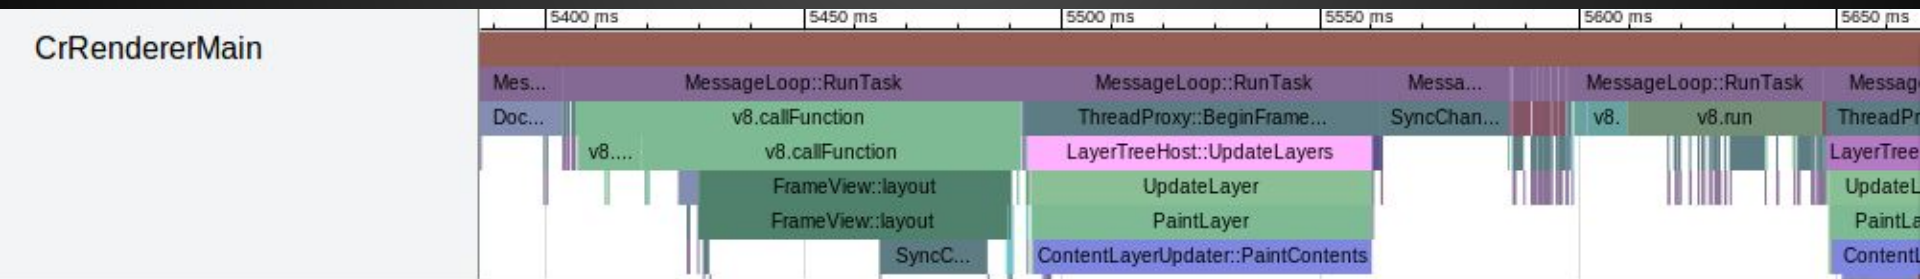 5400 ms 5450 ms 5500 ms 5550 ms 5600 ms 5650 ms
CrRendererMain
Mes... MessageLoop::RunTask MessageLoop::RunTask Messa... MessageLoop::RunTask Messag
Doc... v8.callFunction ThreadProxy::BeginFrame... SyncChan... v8. v8.run ThreadPr
v8.... v8.callFunction LayerTreeHost::UpdateLayers LayerTree
FrameView::layout UpdateLayer UpdateL
FrameView::layout PaintLayer PaintLa
SyncC... ContentLayerUpdater::PaintContents ContentL